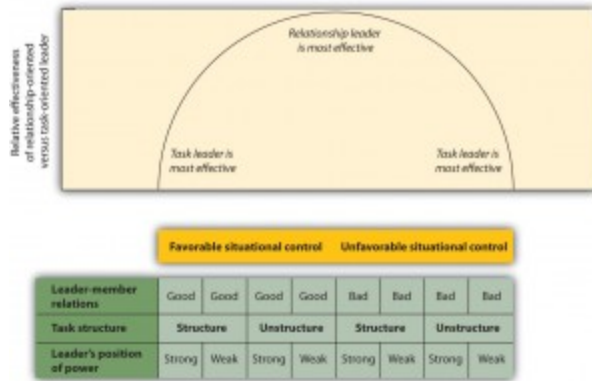 Relative effectiveness
of relationship-oriented
versus task-oriented leader
Relationship leader
is most effective
Task leader is
most effective
Task leader is
most effective
Favorable situational control Unfavorable situational control
Leader-member
relations
Good Good Good Good Bad Bad Bad Bad
Task structure Structure Unstructure Structure Unstructure
Leader's position
of power
Strong Weak Strong Weak Strong Weak Strong Weak